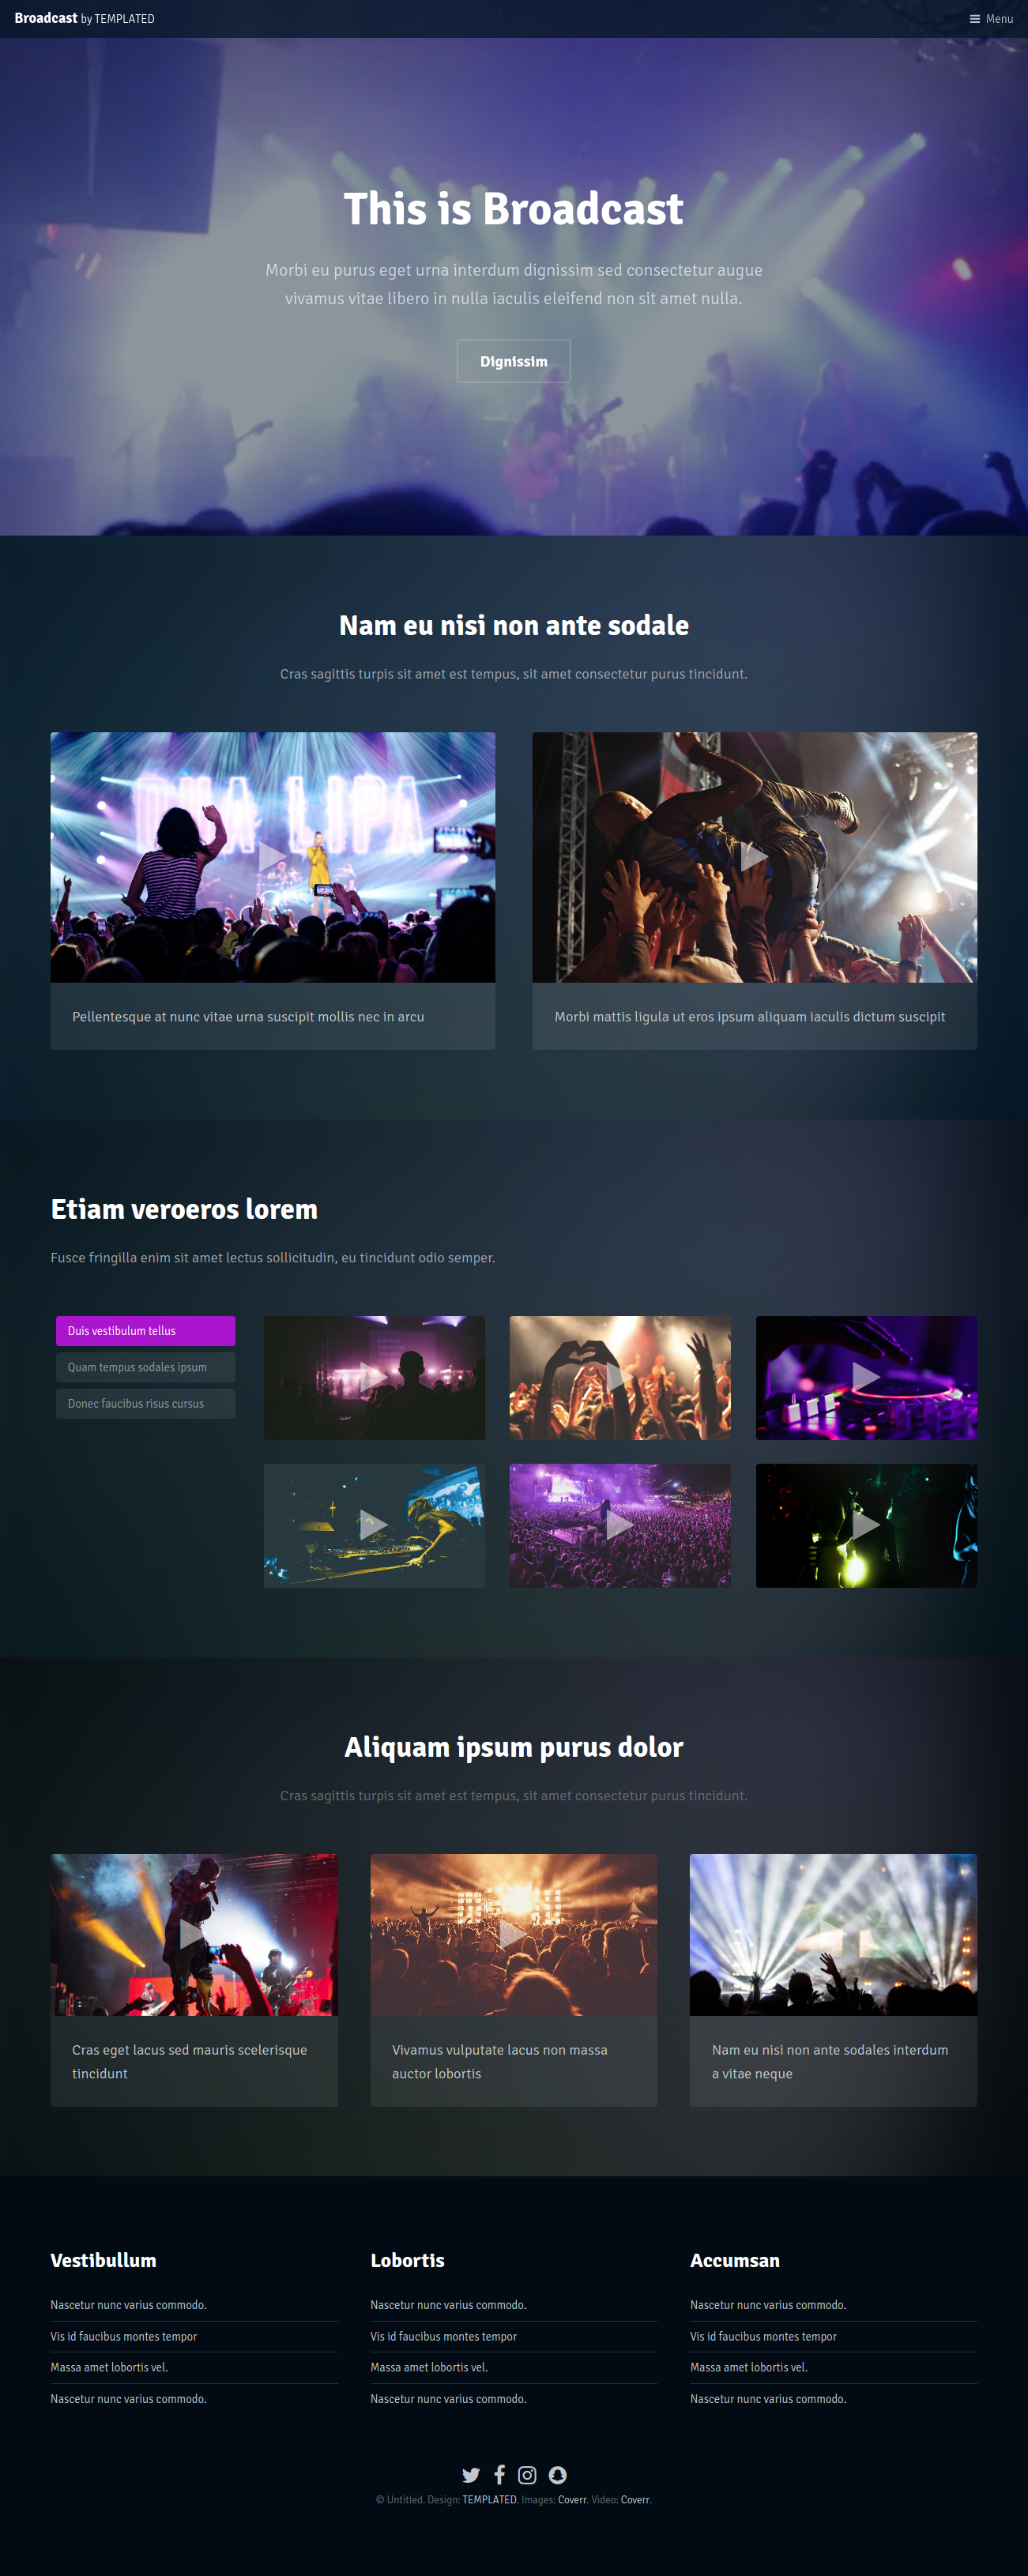 Broadcast by TEMPLATED
Menu
This is Broadcast
Morbi eu purus eget urna interdum dignissim sed consectetur augue
vivamus vitae libero in nulla iaculis eleifend non sit amet nulla.
Dignissim
Nam eu nisi non ante sodale
Cras sagittis turpis sit amet est tempus, sit amet consectetur purus tincidunt.
DUA LIPA
Pellentesque at nunc vitae urna suscipit mollis nec in arcu
Morbi mattis ligula ut eros ipsum aliquam iaculis dictum suscipit
Etiam veroeros lorem
Fusce fringilla enim sit amet lectus sollicitudin, eu tincidunt odio semper.
Duis vestibulum tellus
Quam tempus sodales ipsum
Donec faucibus risus cursus
Aliquam ipsum purus dolor
Cras sagittis turpis sit amet est tempus, sit amet consectetur purus tincidunt.
Cras eget lacus sed mauris scelerisque
tincidunt
Vivamus vulputate lacus non massa
auctor lobortis
Nam eu nisi non ante sodales interdum
a vitae neque
Vestibullum
Nascetur nunc varius commodo.
Vis id faucibus montes tempor
Massa amet lobortis vel.
Nascetur nunc varius commodo.
Lobortis
Nascetur nunc varius commodo.
Vis id faucibus montes tempor
Massa amet lobortis vel.
Nascetur nunc varius commodo.
Accumsan
Nascetur nunc varius commodo.
Vis id faucibus montes tempor
Massa amet lobortis vel.
Nascetur nunc varius commodo.
© Untitled. Design: TEMPLATED. Images: Coverr. Video: Coverr.